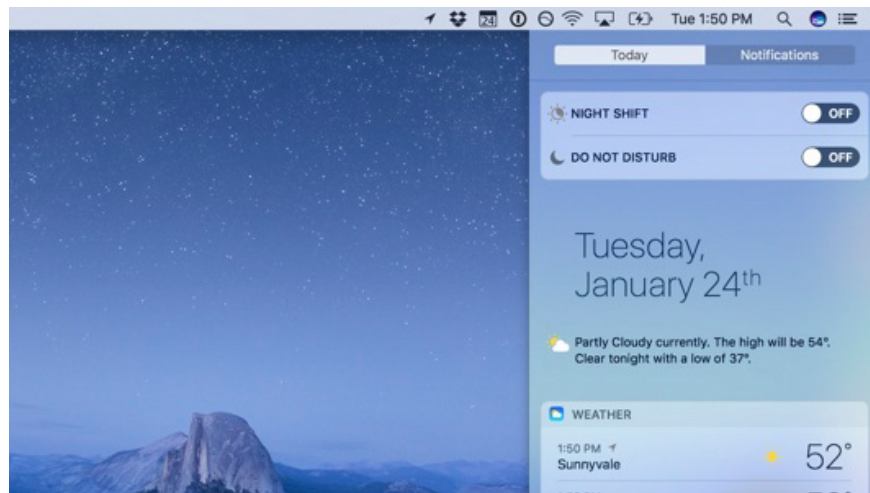 24 Tue 1:50 PM
Today Notifications
NIGHT SHIFT OFF
DO NOT DISTURB OFF
Tuesday,
January 24th
Partly Cloudy currently. The high will be 54°.
Clear tonight with a low of 37°.
WEATHER
1:50 PM
Sunnyvale 52°